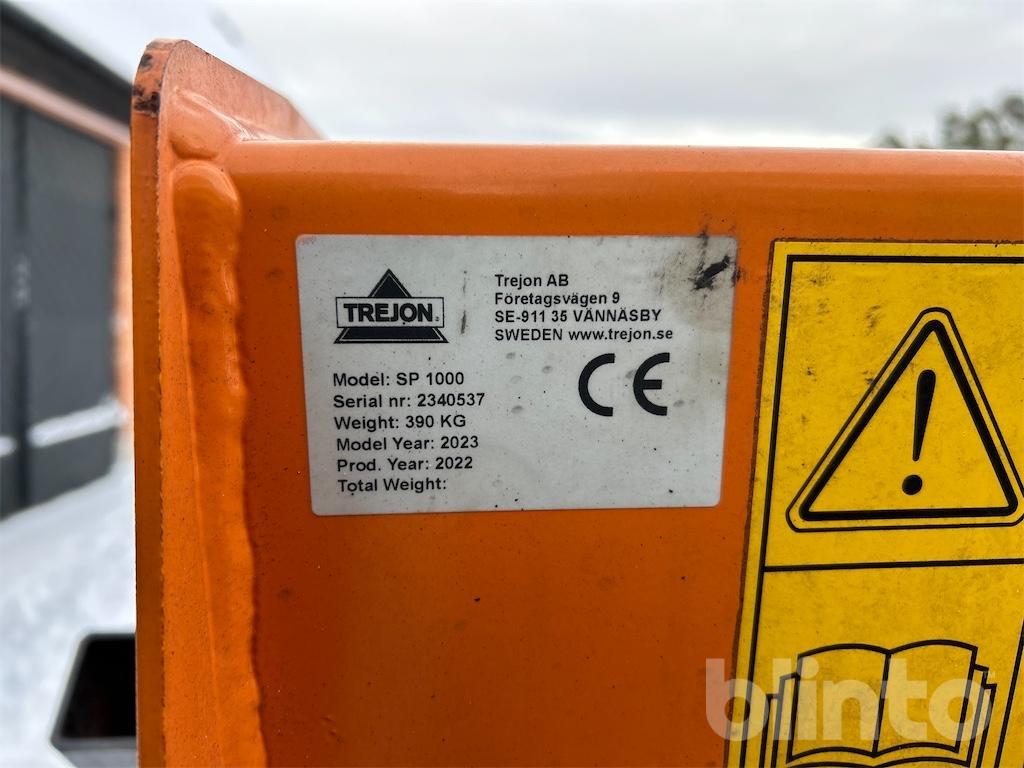 TREJON
Trejon AB
Företagsvägen 9
SE-911 35 VÄNNÄSBY
SWEDEN www.trejon.se
CE
Model: SP 1000
Serial nr: 2340537
Weight: 390 KG
Model Year: 2023
Prod. Year: 2022
Total Weight:
!
blinto